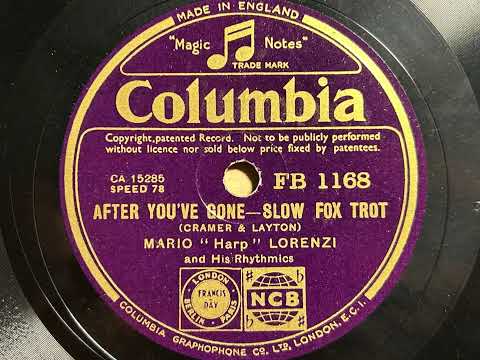 MADE IN ENGLAND
"Magic Notes"
TRADE MARK
Columbia
Copyright, patented Record. Not to be publicly performed
without licence nor sold below price fixed by patentees.
CA 15285
SPEED 78
FB 1168
AFTER YOU'VE GONE—SLOW FOX TROT
(CRAMER & LAYTON)
MARIO "Harp" LORENZI
and His Rhythmics
LONDON
FRANCIS
DAY
BERLIN - PARIS
NCB
COLUMBIA GRAPHOPHONE CO. LTD. LONDON, E.C.1.